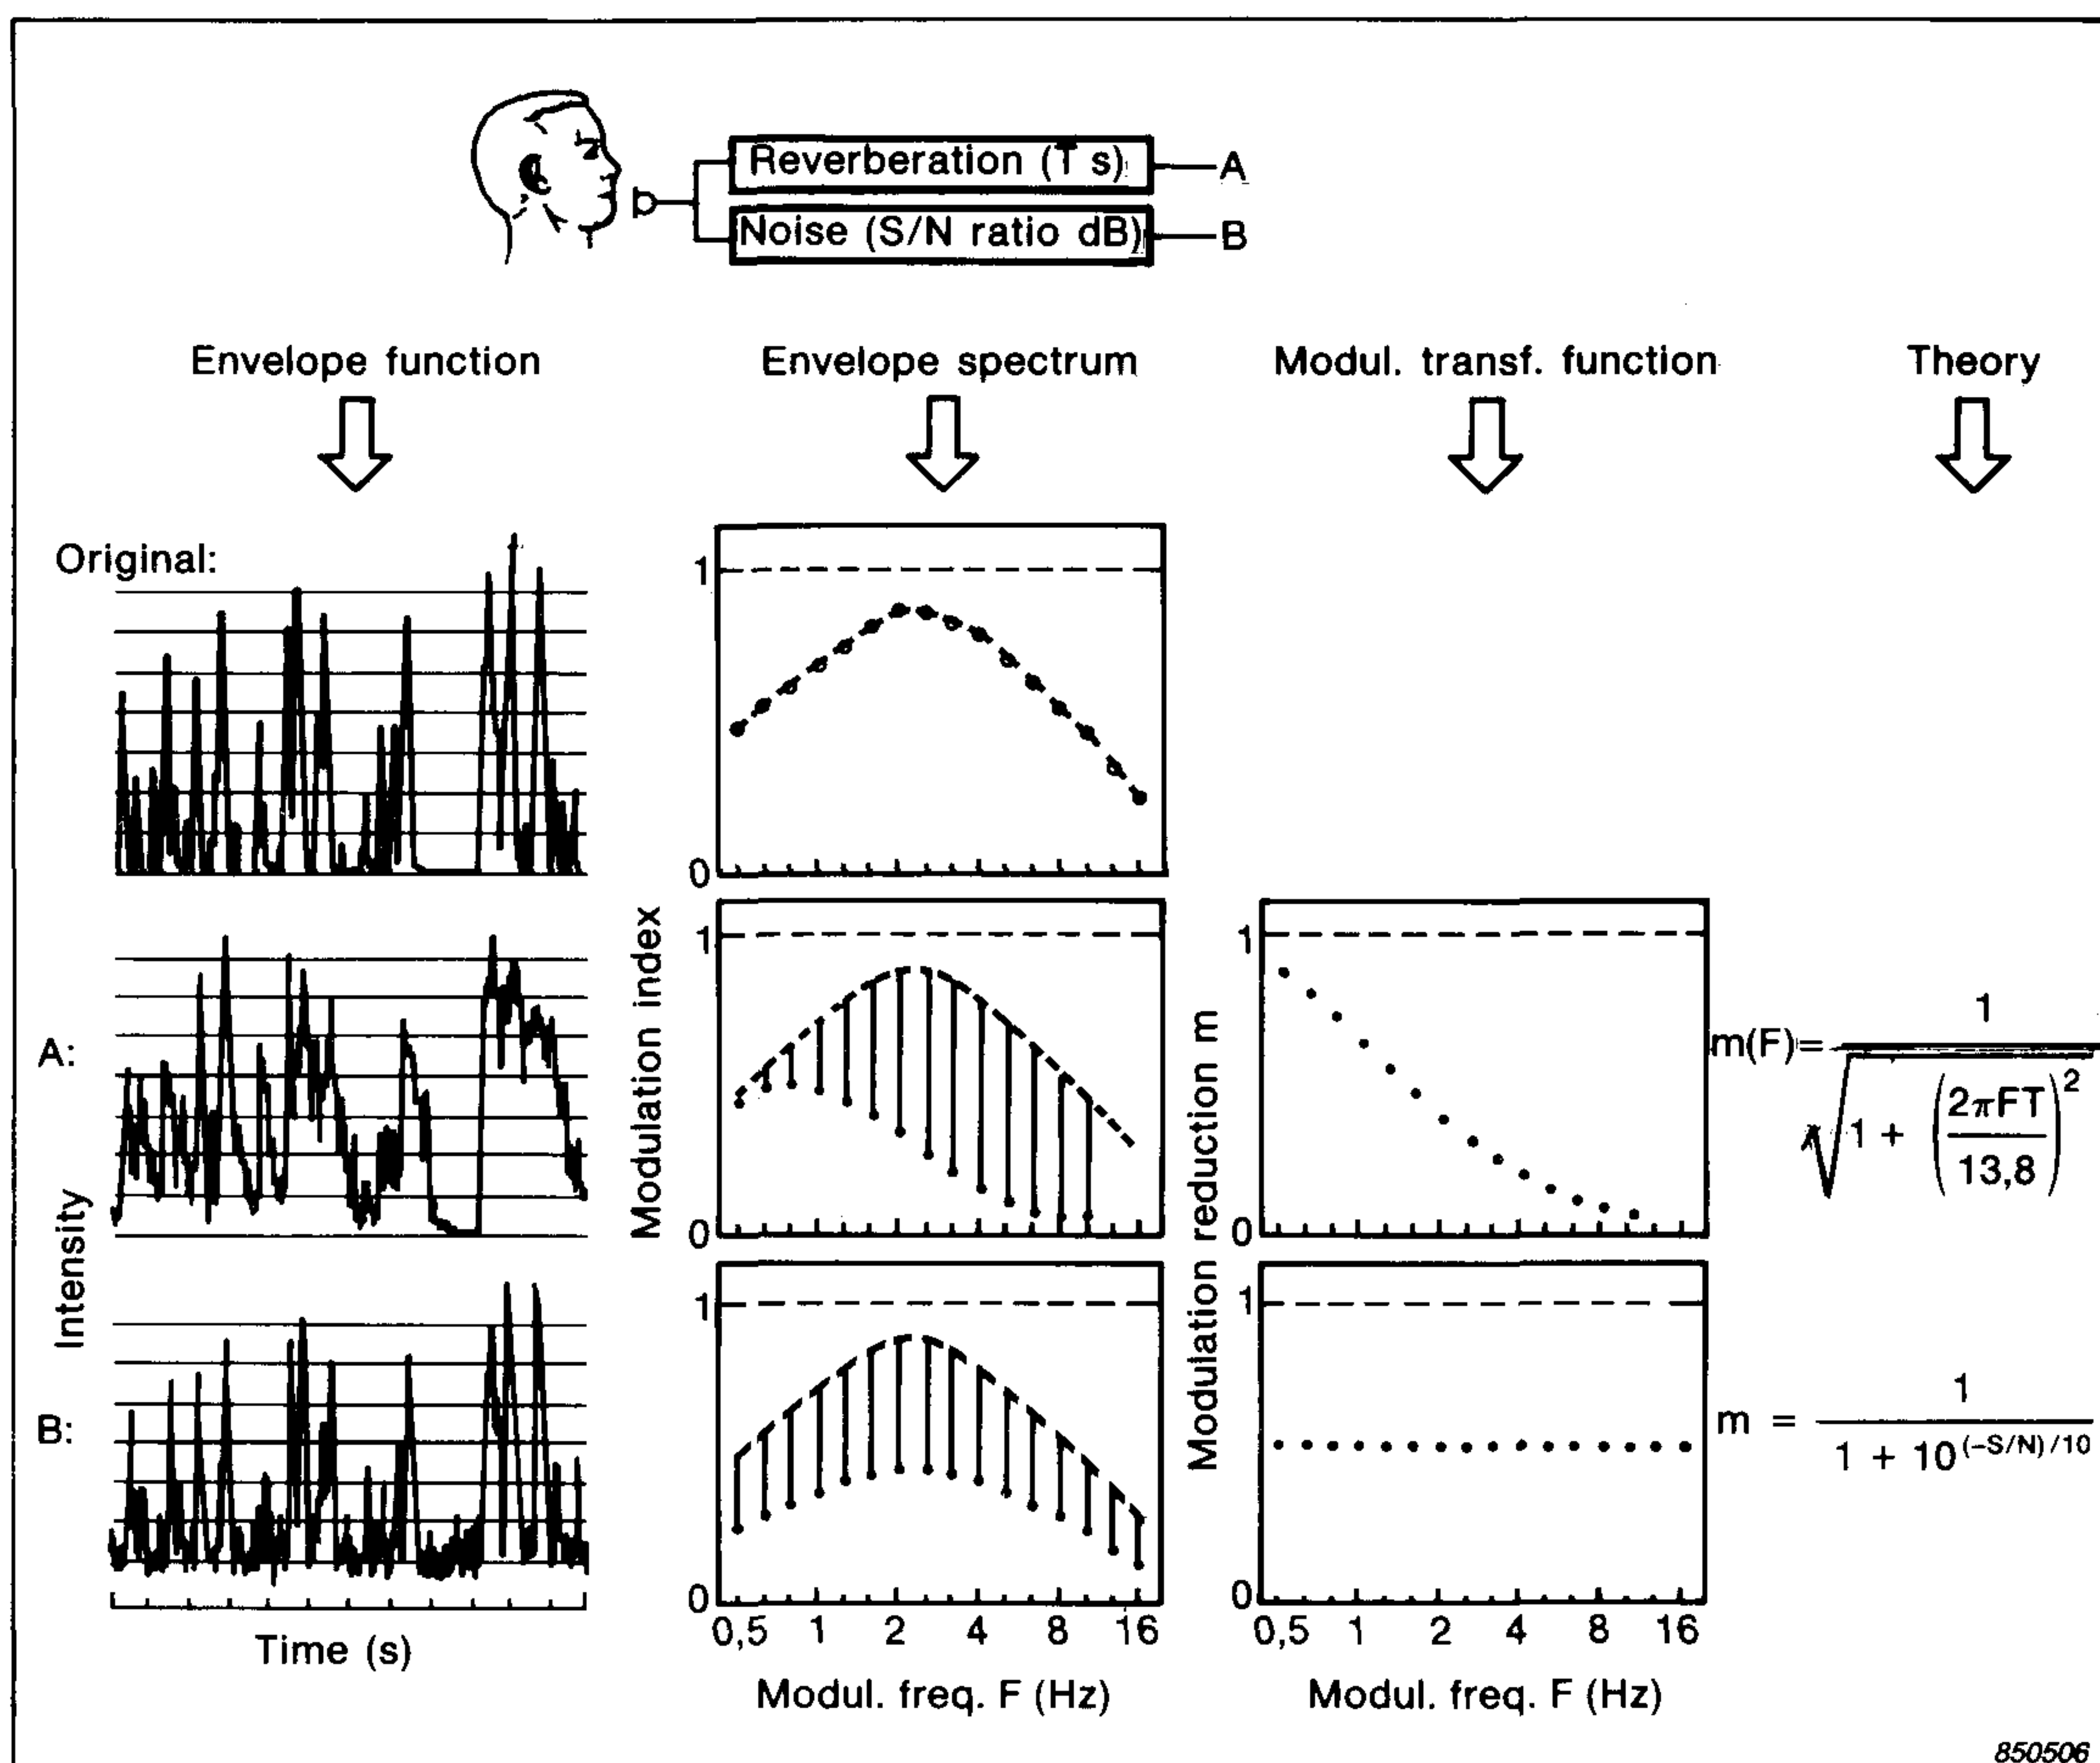 Reverberation (T s)
A
Noise (S/N ratio dB)
B
Envelope function
Envelope spectrum
Modul. transf. function
Theory
Original:
1
0
A:
Intensity
Modulation index
1
0
Modulation reduction m
1
0
m(F)= 1 / √ 1 + (2πFT / 13,8)²
B:
1
0
1
0
m = 1 / 1 + 10^(-S/N)/10
0,5 1 2 4 8 16
0,5 1 2 4 8 16
Time (s)
Modul. freq. F (Hz)
Modul. freq. F (Hz)
850506